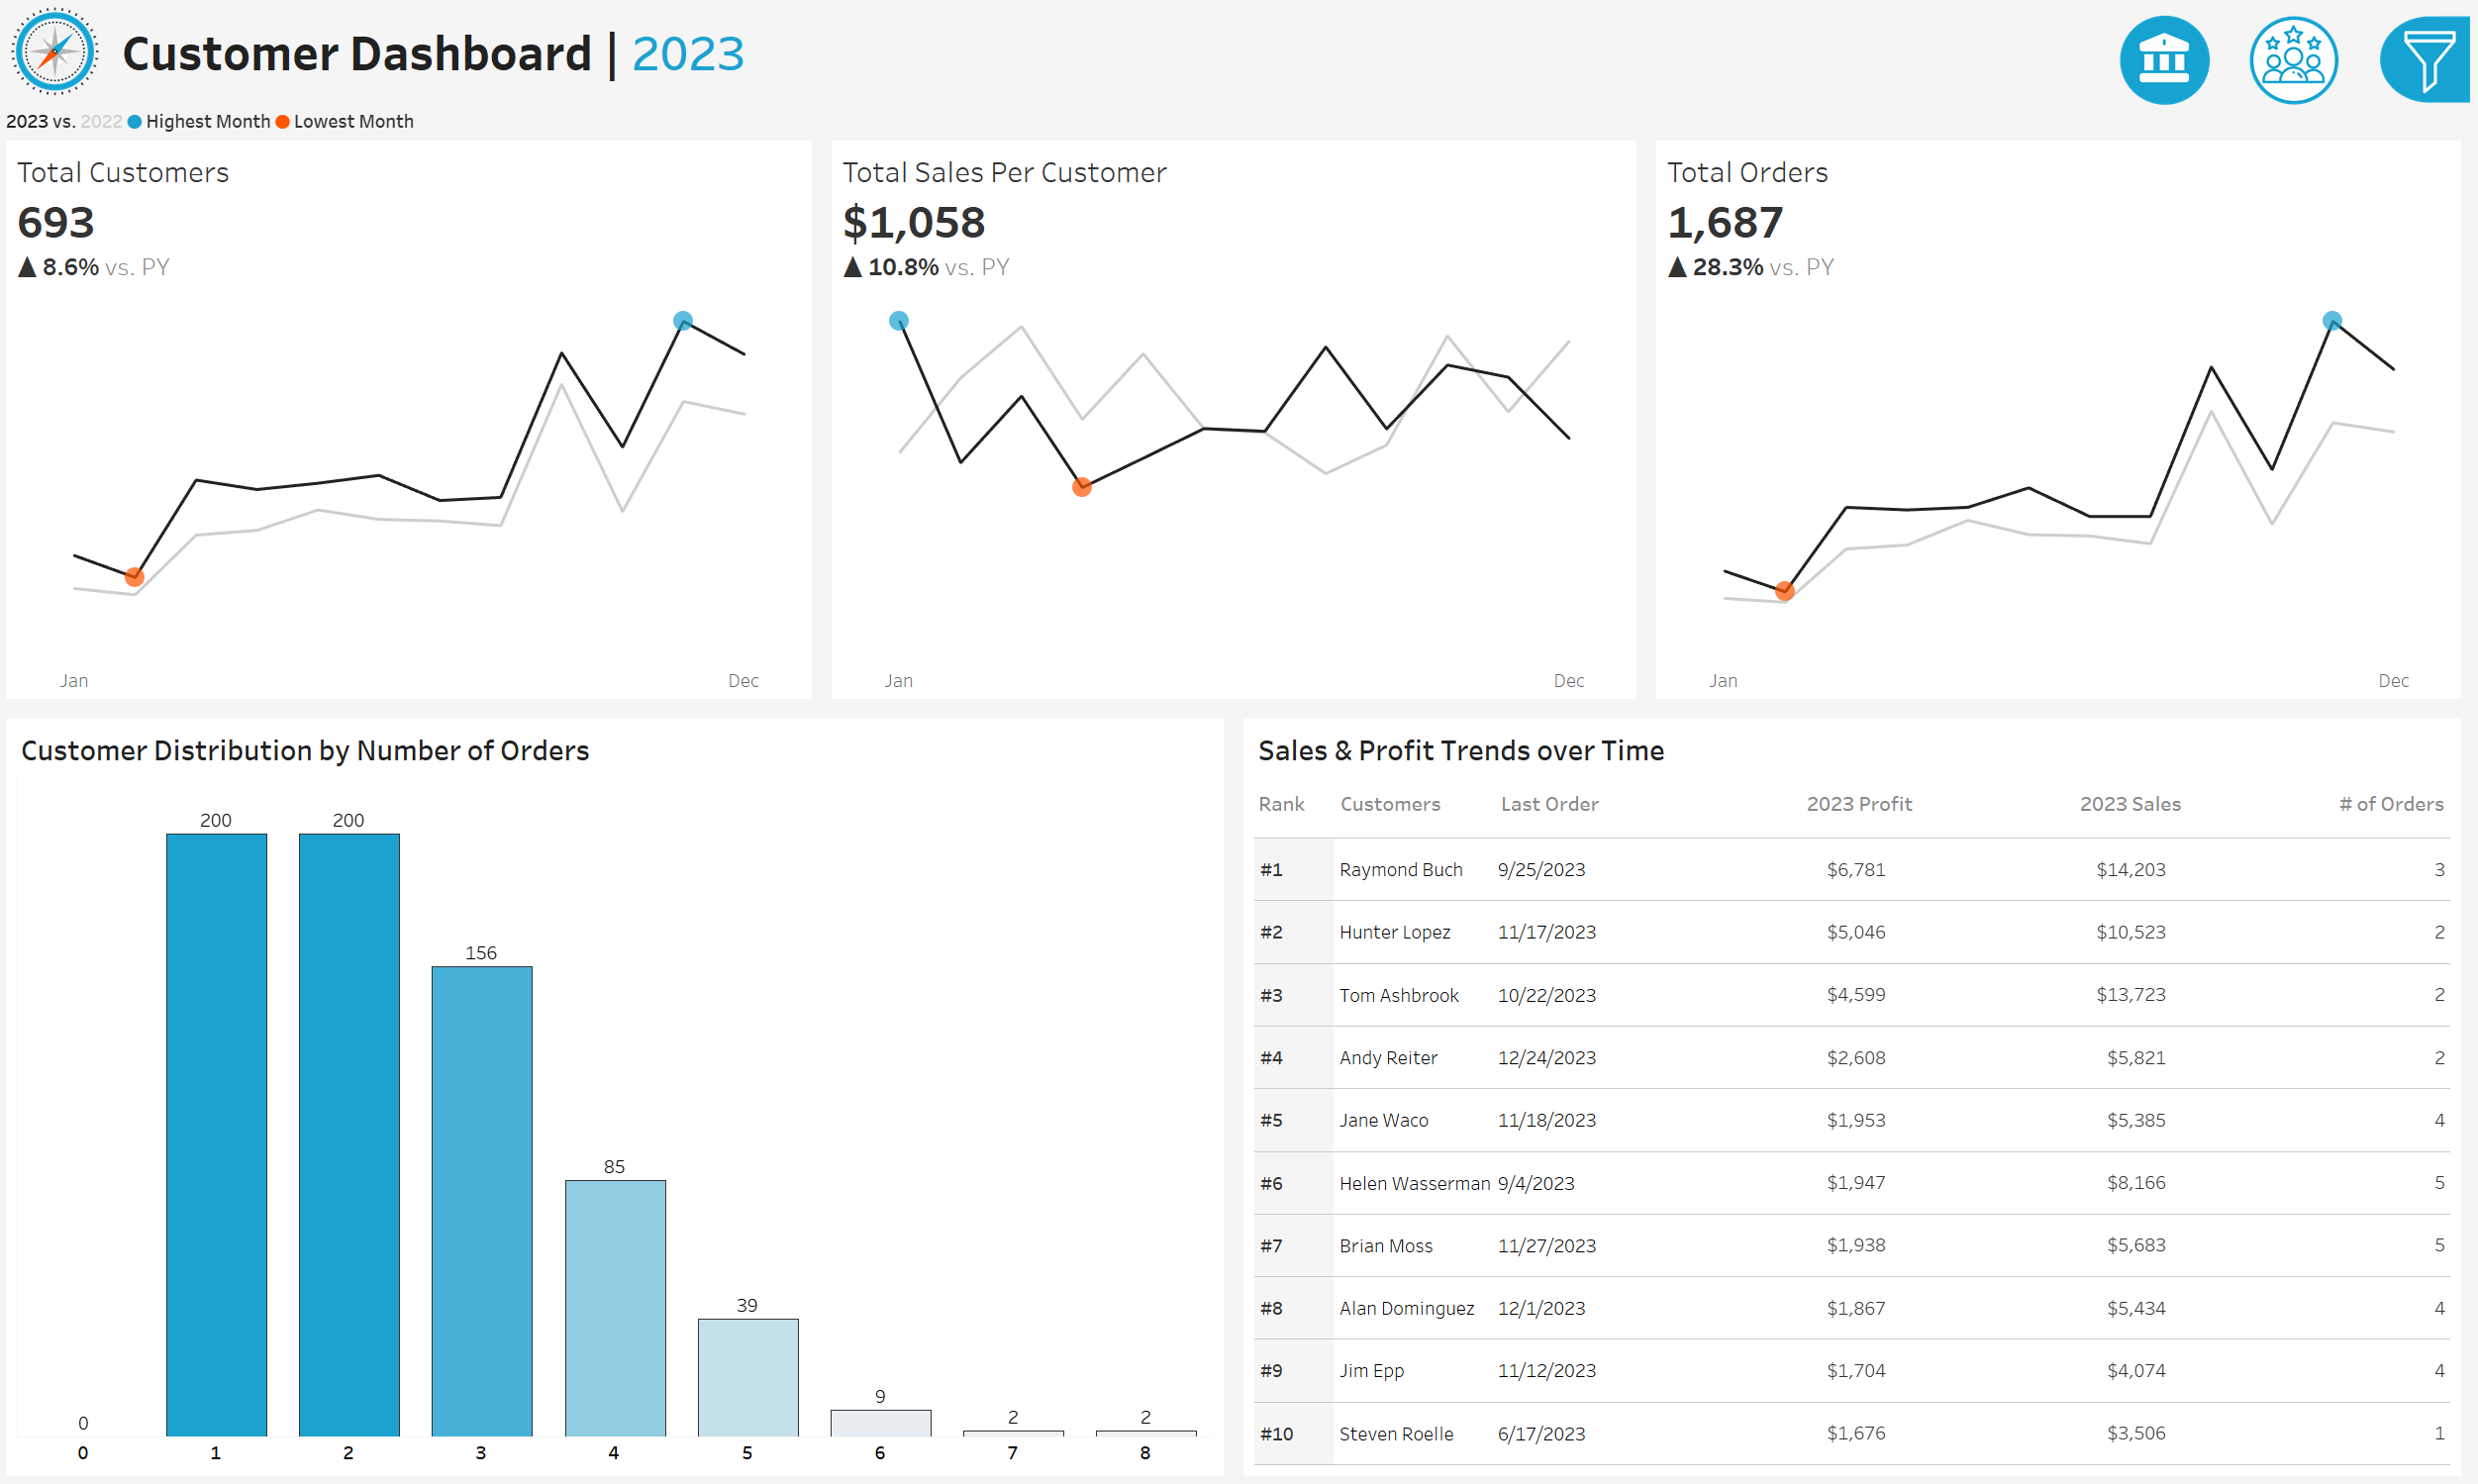 Customer Dashboard | 2023
2023 vs. 2022 Highest Month Lowest Month
Total Customers
693
▲ 8.6% vs. PY
Jan Dec
Total Sales Per Customer
$1,058
▲ 10.8% vs. PY
Jan Dec
Total Orders
1,687
▲ 28.3% vs. PY
Jan Dec
Customer Distribution by Number of Orders
0 200 200 156 85 39 9 2 2
0 1 2 3 4 5 6 7 8
Sales & Profit Trends over Time
Rank Customers Last Order 2023 Profit 2023 Sales # of Orders
#1 Raymond Buch 9/25/2023 $6,781 $14,203 3
#2 Hunter Lopez 11/17/2023 $5,046 $10,523 2
#3 Tom Ashbrook 10/22/2023 $4,599 $13,723 2
#4 Andy Reiter 12/24/2023 $2,608 $5,821 2
#5 Jane Waco 11/18/2023 $1,953 $5,385 4
#6 Helen Wasserman 9/4/2023 $1,947 $8,166 5
#7 Brian Moss 11/27/2023 $1,938 $5,683 5
#8 Alan Dominguez 12/1/2023 $1,867 $5,434 4
#9 Jim Epp 11/12/2023 $1,704 $4,074 4
#10 Steven Roelle 6/17/2023 $1,676 $3,506 1